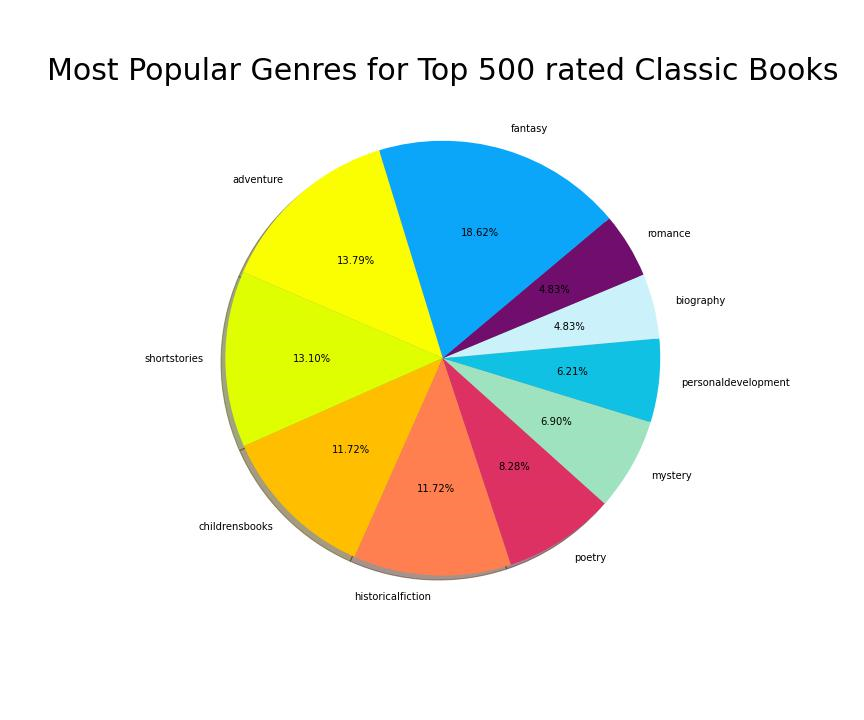 Most Popular Genres for Top 500 rated Classic Books
fantasy
adventure
romance
18.62%
13.79%
4.83%
biography
4.83%
shortstories
13.10%
6.21%
personaldevelopment
6.90%
11.72%
8.28%
mystery
11.72%
childrensbooks
poetry
historicalfiction